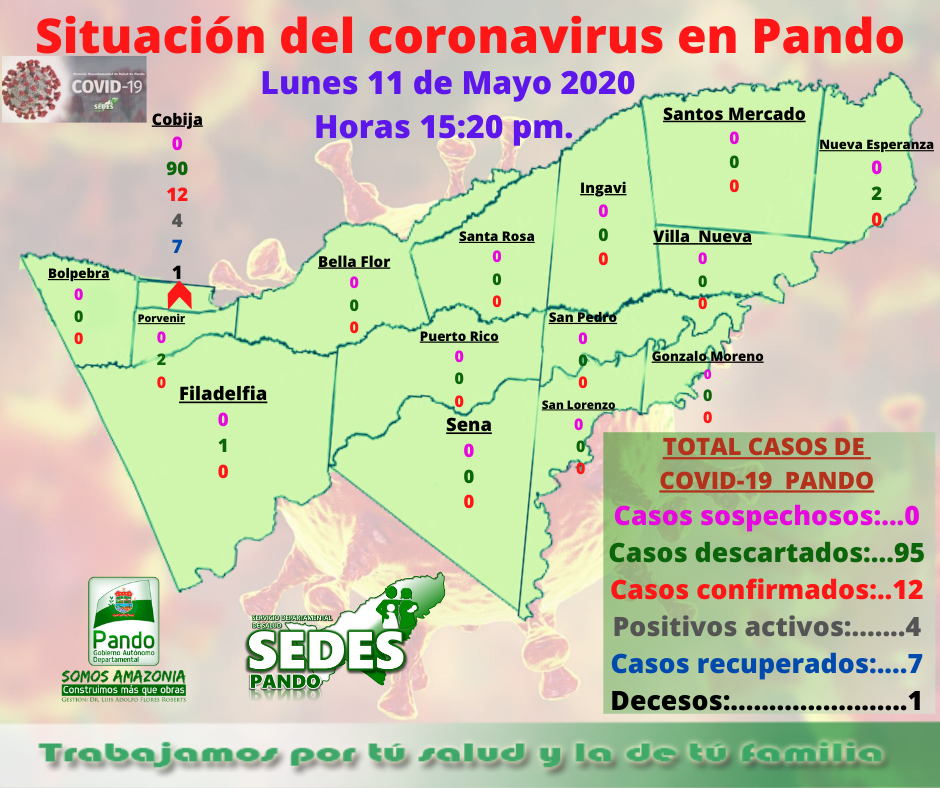 Situación del coronavirus en Pando
Lunes 11 de Mayo 2020
Horas 15:20 pm.
COVID-19
SEDES
Cobija
0
90
12
4
7
1
Santos Mercado
0
0
0
Nueva Esperanza
0
2
0
Ingavi
0
0
0
Villa Nueva
0
0
0
Santa Rosa
0
0
0
Bella Flor
0
0
0
Bolpebra
0
0
0
Porvenir
0
2
0
Filadelfia
0
1
0
Puerto Rico
0
0
0
San Pedro
0
0
0
Gonzalo Moreno
0
0
0
San Lorenzo
0
0
0
Sena
0
0
0
TOTAL CASOS DE
COVID-19 PANDO
Casos sospechosos:...0
Casos descartados:...95
Casos confirmados:..12
Positivos activos:.......4
Casos recuperados:....7
Decesos:.......................1
Pando
Gobierno Autónomo
Departamental
SOMOS AMAZONIA
Construimos más que obras
GESTIÓN: DR. LUIS ADOLFO FLORES ROBERTS
SERVICIO DEPARTAMENTAL
DE SALUD
SEDES
PANDO
Trabajamos por tú salud y la de tú familia